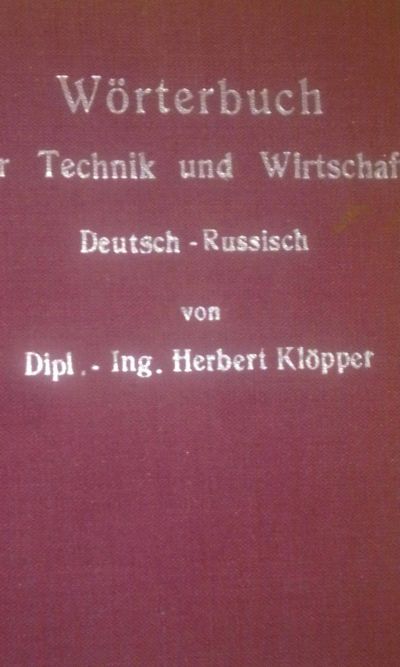 Wörterbuch
r Technik und Wirtschaf
Deutsch - Russisch
von
Dipl. - Ing. Herbert Klöpper